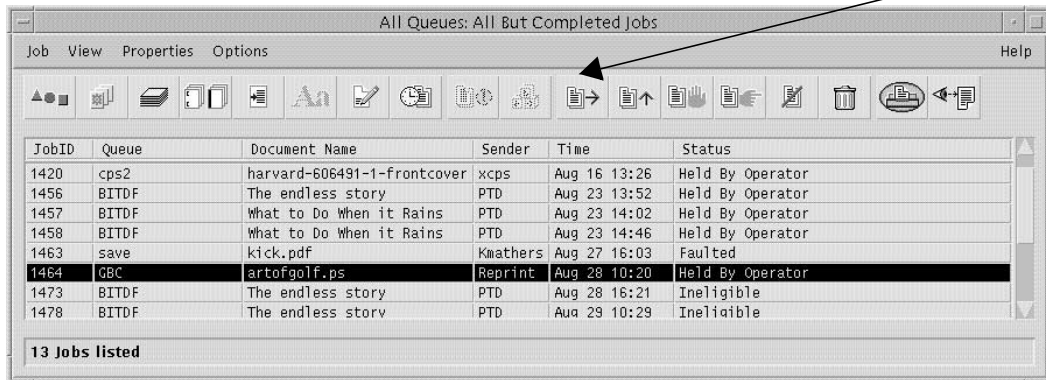 All Queues: All But Completed Jobs
Job View Properties Options Help
Aa
JobID Queue Document Name Sender Time Status
1420 cps2 harvard-606491-1-frontcover xcps Aug 16 13:26 Held By Operator
1456 BITDF The endless story PTD Aug 23 13:52 Held By Operator
1457 BITDF What to Do When it Rains PTD Aug 23 14:02 Held By Operator
1458 BITDF What to Do When it Rains PTD Aug 23 14:46 Held By Operator
1463 save kick.pdf Kmathers Aug 27 16:03 Faulted
1464 GBC artofgolf.ps Reprint Aug 28 10:20 Held By Operator
1473 BITDF The endless story PTD Aug 28 16:21 Ineligible
1478 BITDF The endless story PTD Aug 29 10:29 Ineligible
13 Jobs listed